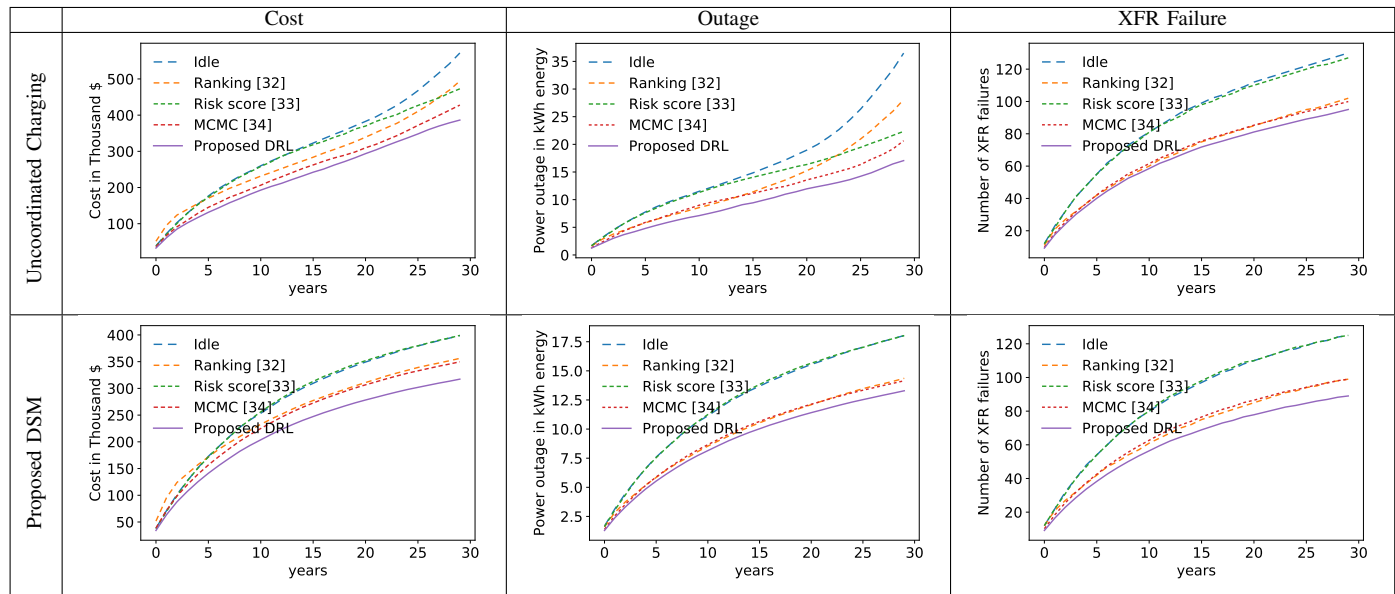 Cost
Outage
XFR Failure
Uncoordinated Charging
Cost in Thousand $
500
400
300
200
100
Idle
Ranking [32]
Risk score [33]
MCMC [34]
Proposed DRL
0 5 10 15 20 25 30
years
Power outage in kWh energy
35
30
25
20
15
10
5
0
Idle
Ranking [32]
Risk score [33]
MCMC [34]
Proposed DRL
0 5 10 15 20 25 30
years
Number of XFR failures
120
100
80
60
40
20
Idle
Ranking [32]
Risk score [33]
MCMC [34]
Proposed DRL
0 5 10 15 20 25 30
years
Proposed DSM
Cost in Thousand $
400
350
300
250
200
150
100
50
Idle
Ranking [32]
Risk score[33]
MCMC [34]
Proposed DRL
0 5 10 15 20 25 30
years
Power outage in kWh energy
17.5
15.0
12.5
10.0
7.5
5.0
2.5
Idle
Ranking [32]
Risk score [33]
MCMC [34]
Proposed DRL
0 5 10 15 20 25 30
years
Number of XFR failures
120
100
80
60
40
20
Idle
Ranking [32]
Risk score [33]
MCMC [34]
Proposed DRL
0 5 10 15 20 25 30
years